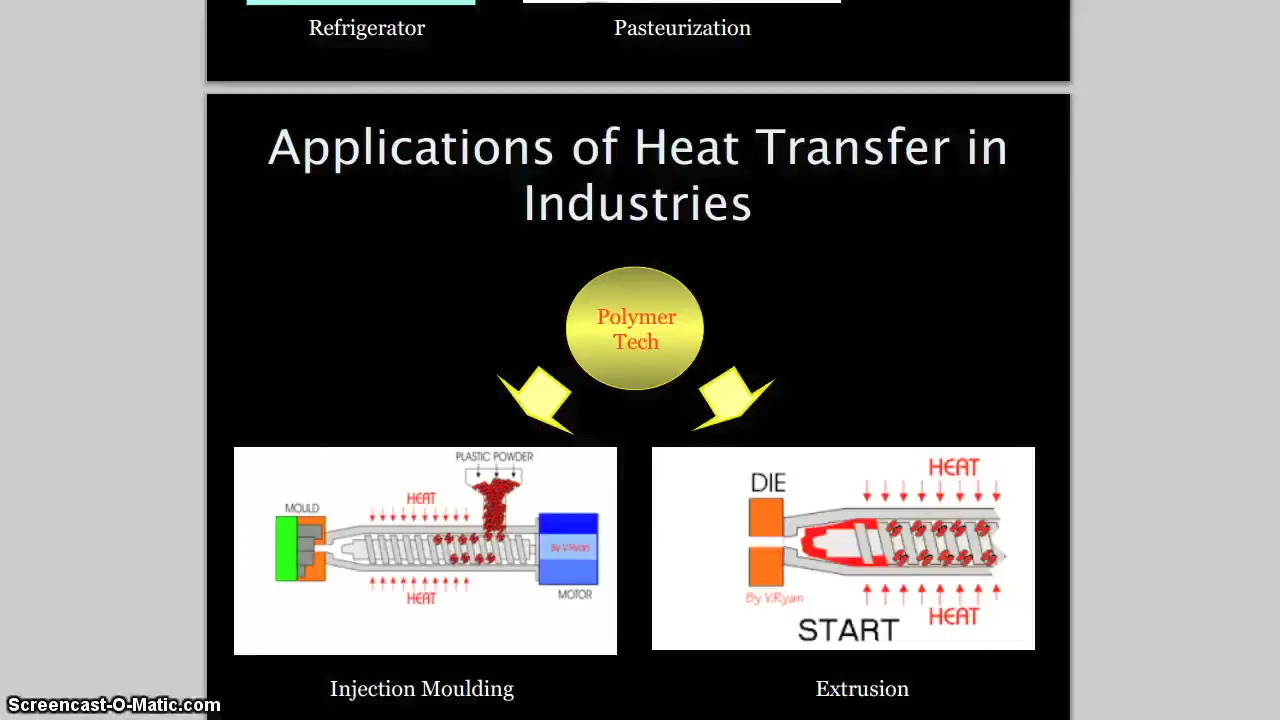 Refrigerator
Pasteurization
Applications of Heat Transfer in
Industries
Polymer
Tech
PLASTIC POWDER
MOULD
HEAT
By V.Ryan
HEAT
MOTOR
HEAT
DIE
By V.Ryan
HEAT
START
Injection Moulding
Extrusion
Screencast-O-Matic.com